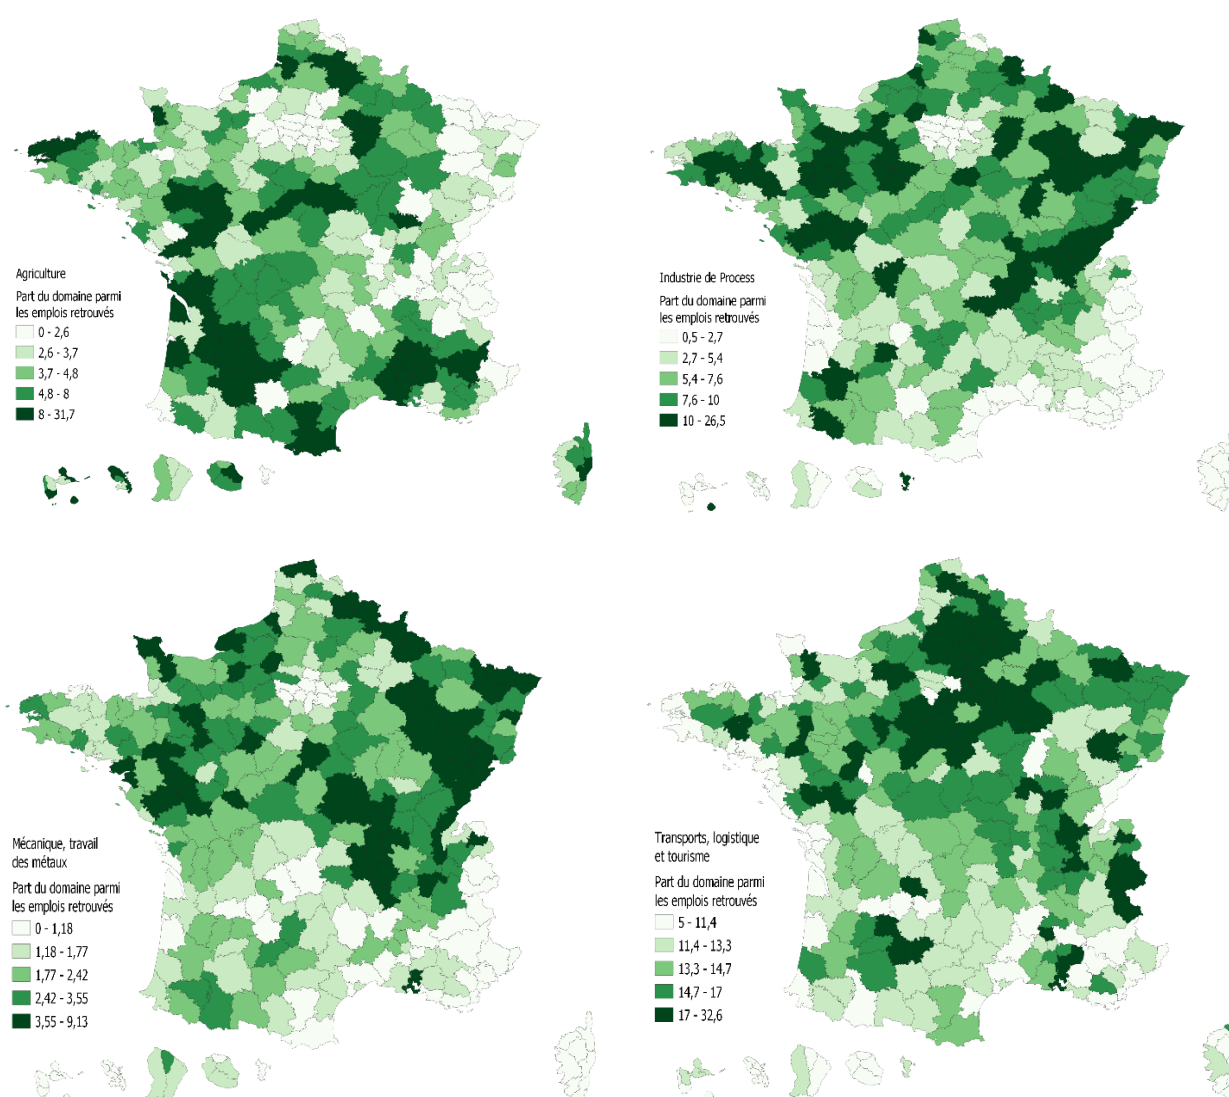 Agriculture
Part du domaine parmi
les emplois retrouvés
0 - 2,6
2,6 - 3,7
3,7 - 4,8
4,8 - 8
8 - 31,7
Industrie de Process
Part du domaine parmi
les emplois retrouvés
0,5 - 2,7
2,7 - 5,4
5,4 - 7,6
7,6 - 10
10 - 26,5
Mécanique, travail
des métaux
Part du domaine parmi
les emplois retrouvés
0 - 1,18
1,18 - 1,77
1,77 - 2,42
2,42 - 3,55
3,55 - 9,13
Transports, logistique
et tourisme
Part du domaine parmi
les emplois retrouvés
5 - 11,4
11,4 - 13,3
13,3 - 14,7
14,7 - 17
17 - 32,6